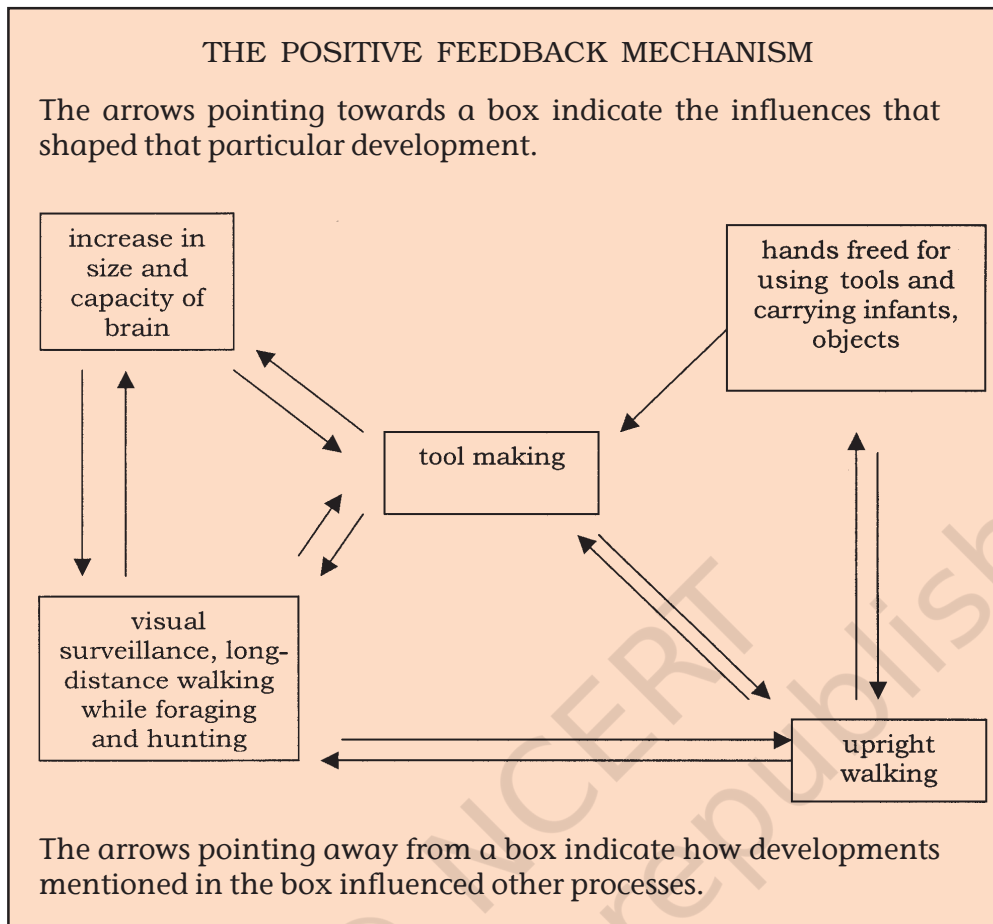 THE POSITIVE FEEDBACK MECHANISM
The arrows pointing towards a box indicate the influences that
shaped that particular development.
increase in
size and
capacity of
brain
hands freed for
using tools and
carrying infants,
objects
tool making
visual
surveillance, long-
distance walking
while foraging
and hunting
upright
walking
The arrows pointing away from a box indicate how developments
mentioned in the box influenced other processes.
© NCERT
republish